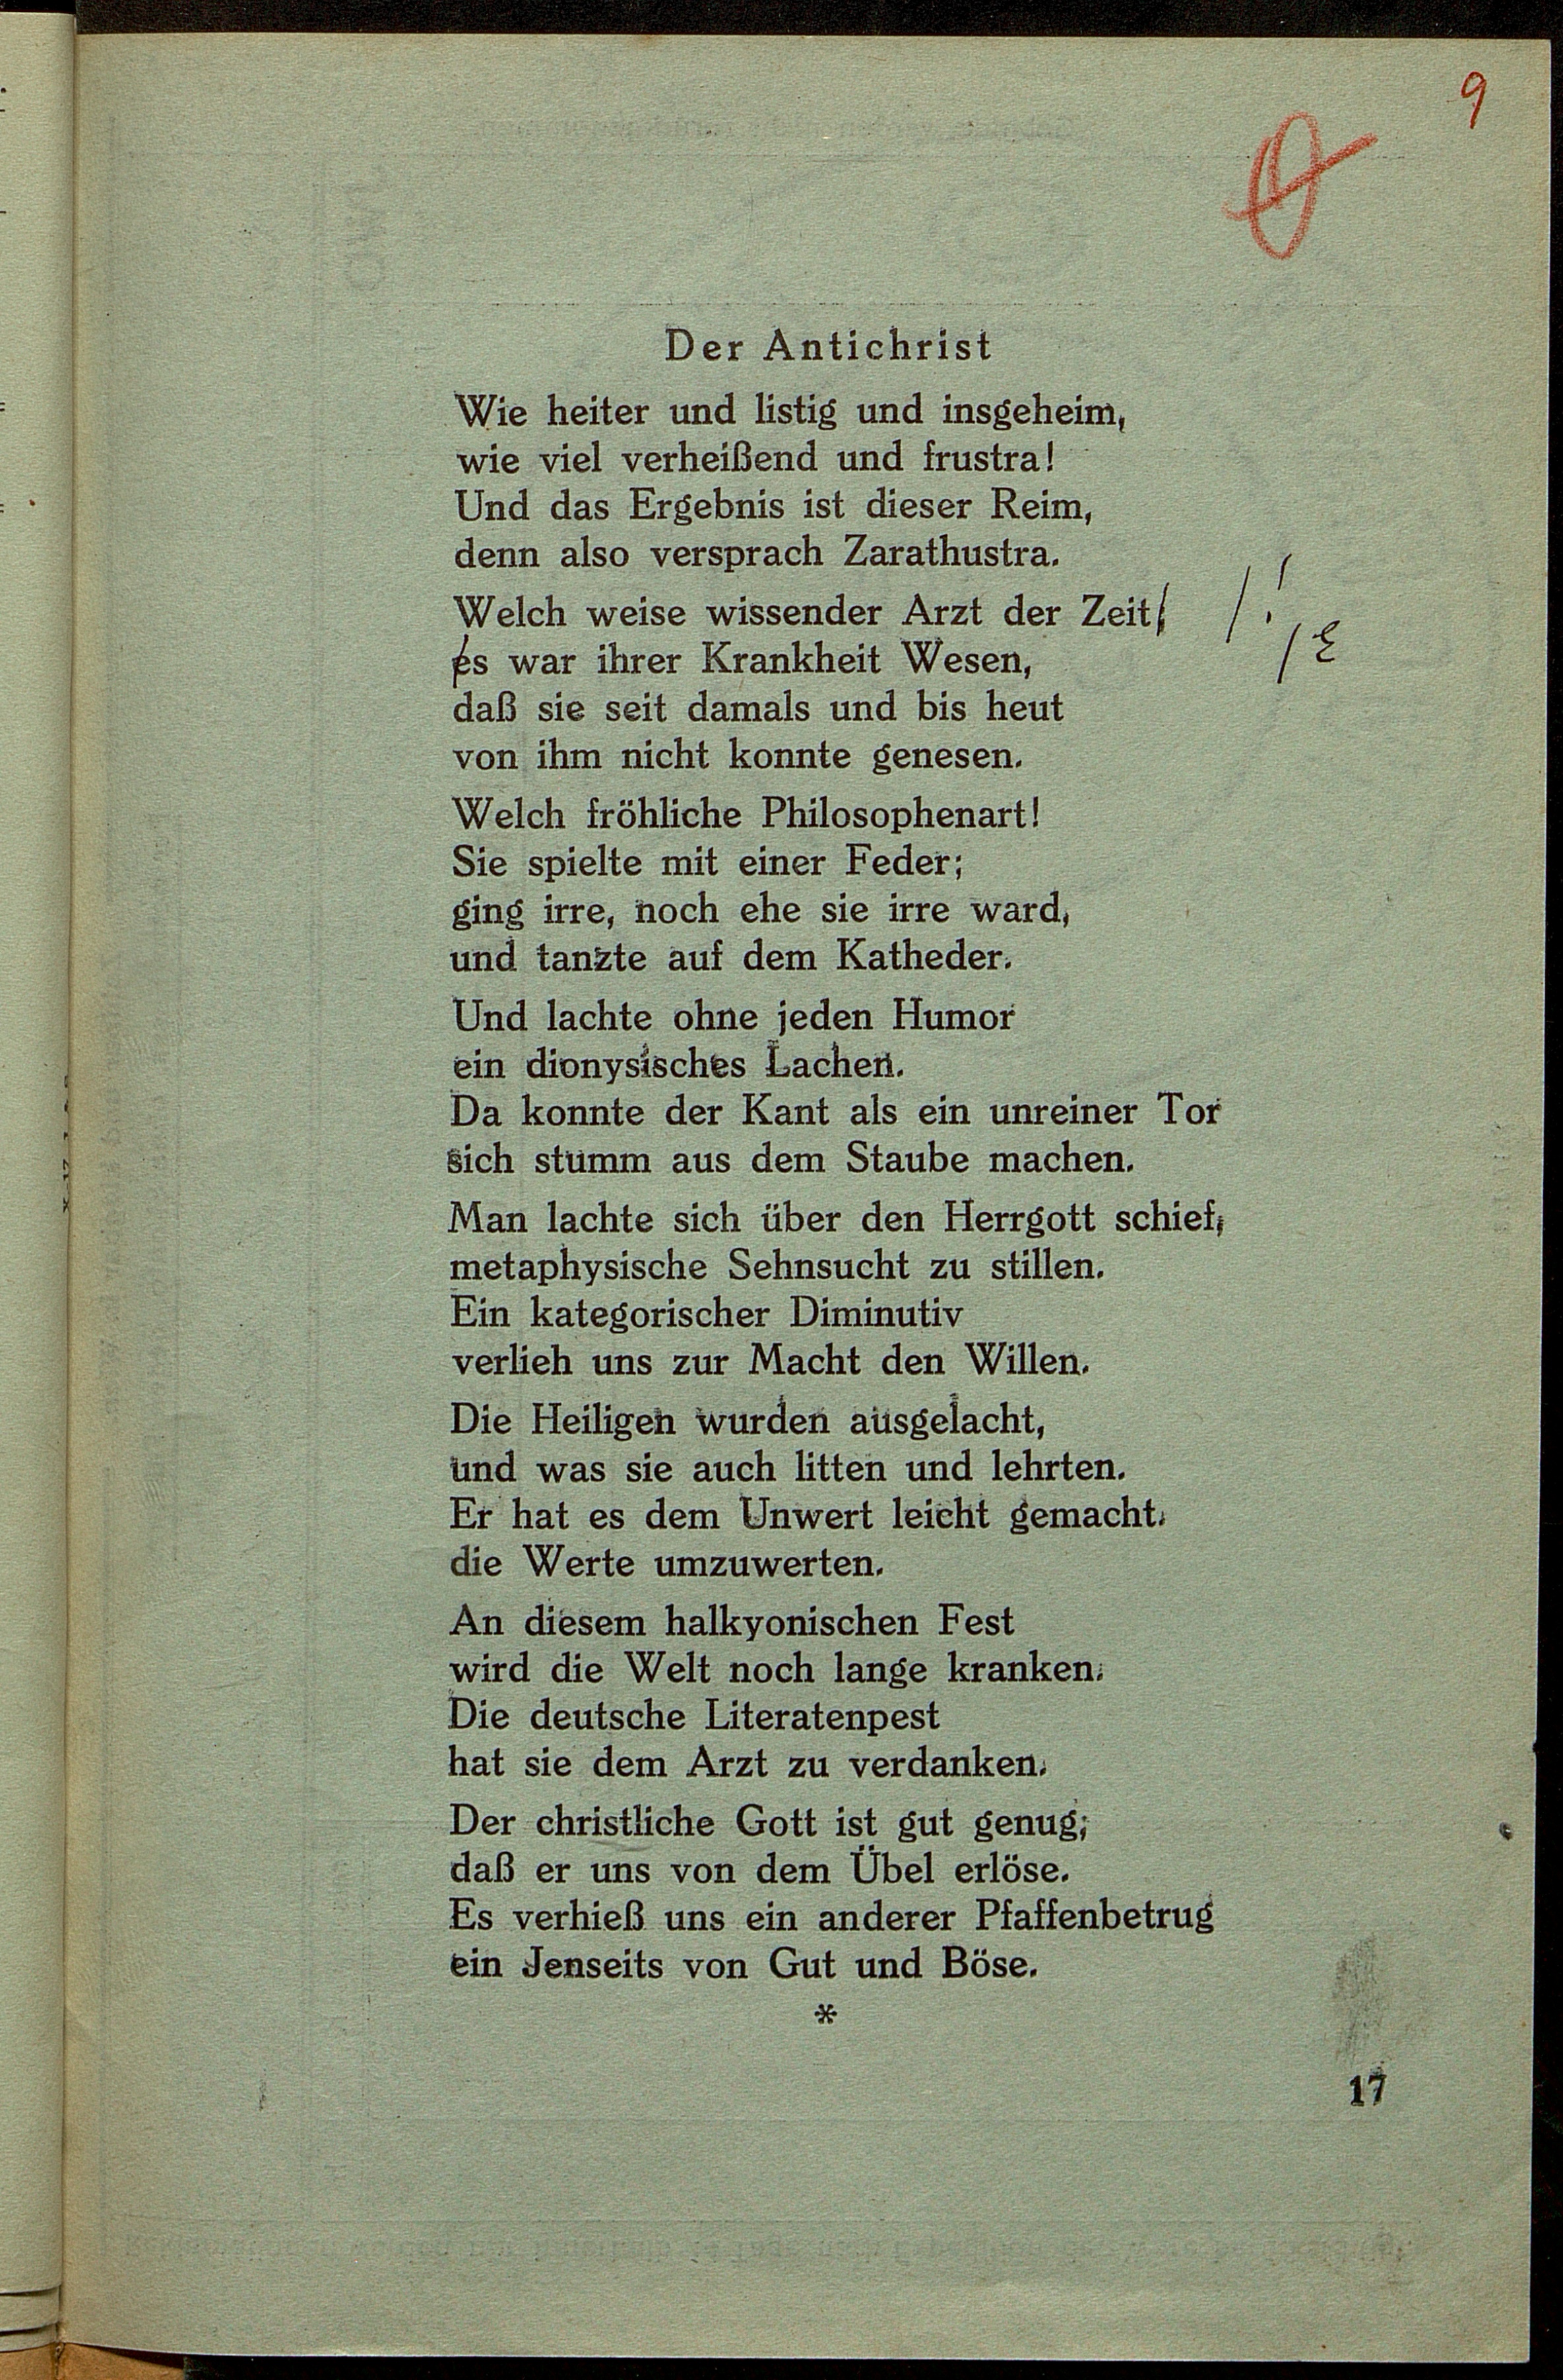 9
Der Antichrist
Wie heiter und listig und insgeheim,
wie viel verheißend und frustra!
Und das Ergebnis ist dieser Reim,
denn also versprach Zarathustra.
Welch weise wissender Arzt der Zeit, /!
es war ihrer Krankheit Wesen, /E
daß sie seit damals und bis heut
von ihm nicht konnte genesen.
Welch fröhliche Philosophenart!
Sie spielte mit einer Feder;
ging irre, noch ehe sie irre ward,
und tanzte auf dem Katheder.
Und lachte ohne jeden Humor
ein dionysisches Lachen.
Da konnte der Kant als ein unreiner Tor
sich stumm aus dem Staube machen.
Man lachte sich über den Herrgott schief,
metaphysische Sehnsucht zu stillen.
Ein kategorischer Diminutiv
verlieh uns zur Macht den Willen.
Die Heiligen wurden ausgelacht,
und was sie auch litten und lehrten.
Er hat es dem Unwert leicht gemacht,
die Werte umzuwerten.
An diesem halkyonischen Fest
wird die Welt noch lange kranken.
Die deutsche Literatenpest
hat sie dem Arzt zu verdanken.
Der christliche Gott ist gut genug,
daß er uns von dem Übel erlöse.
Es verhieß uns ein anderer Pfaffenbetrug
ein Jenseits von Gut und Böse.
*
17